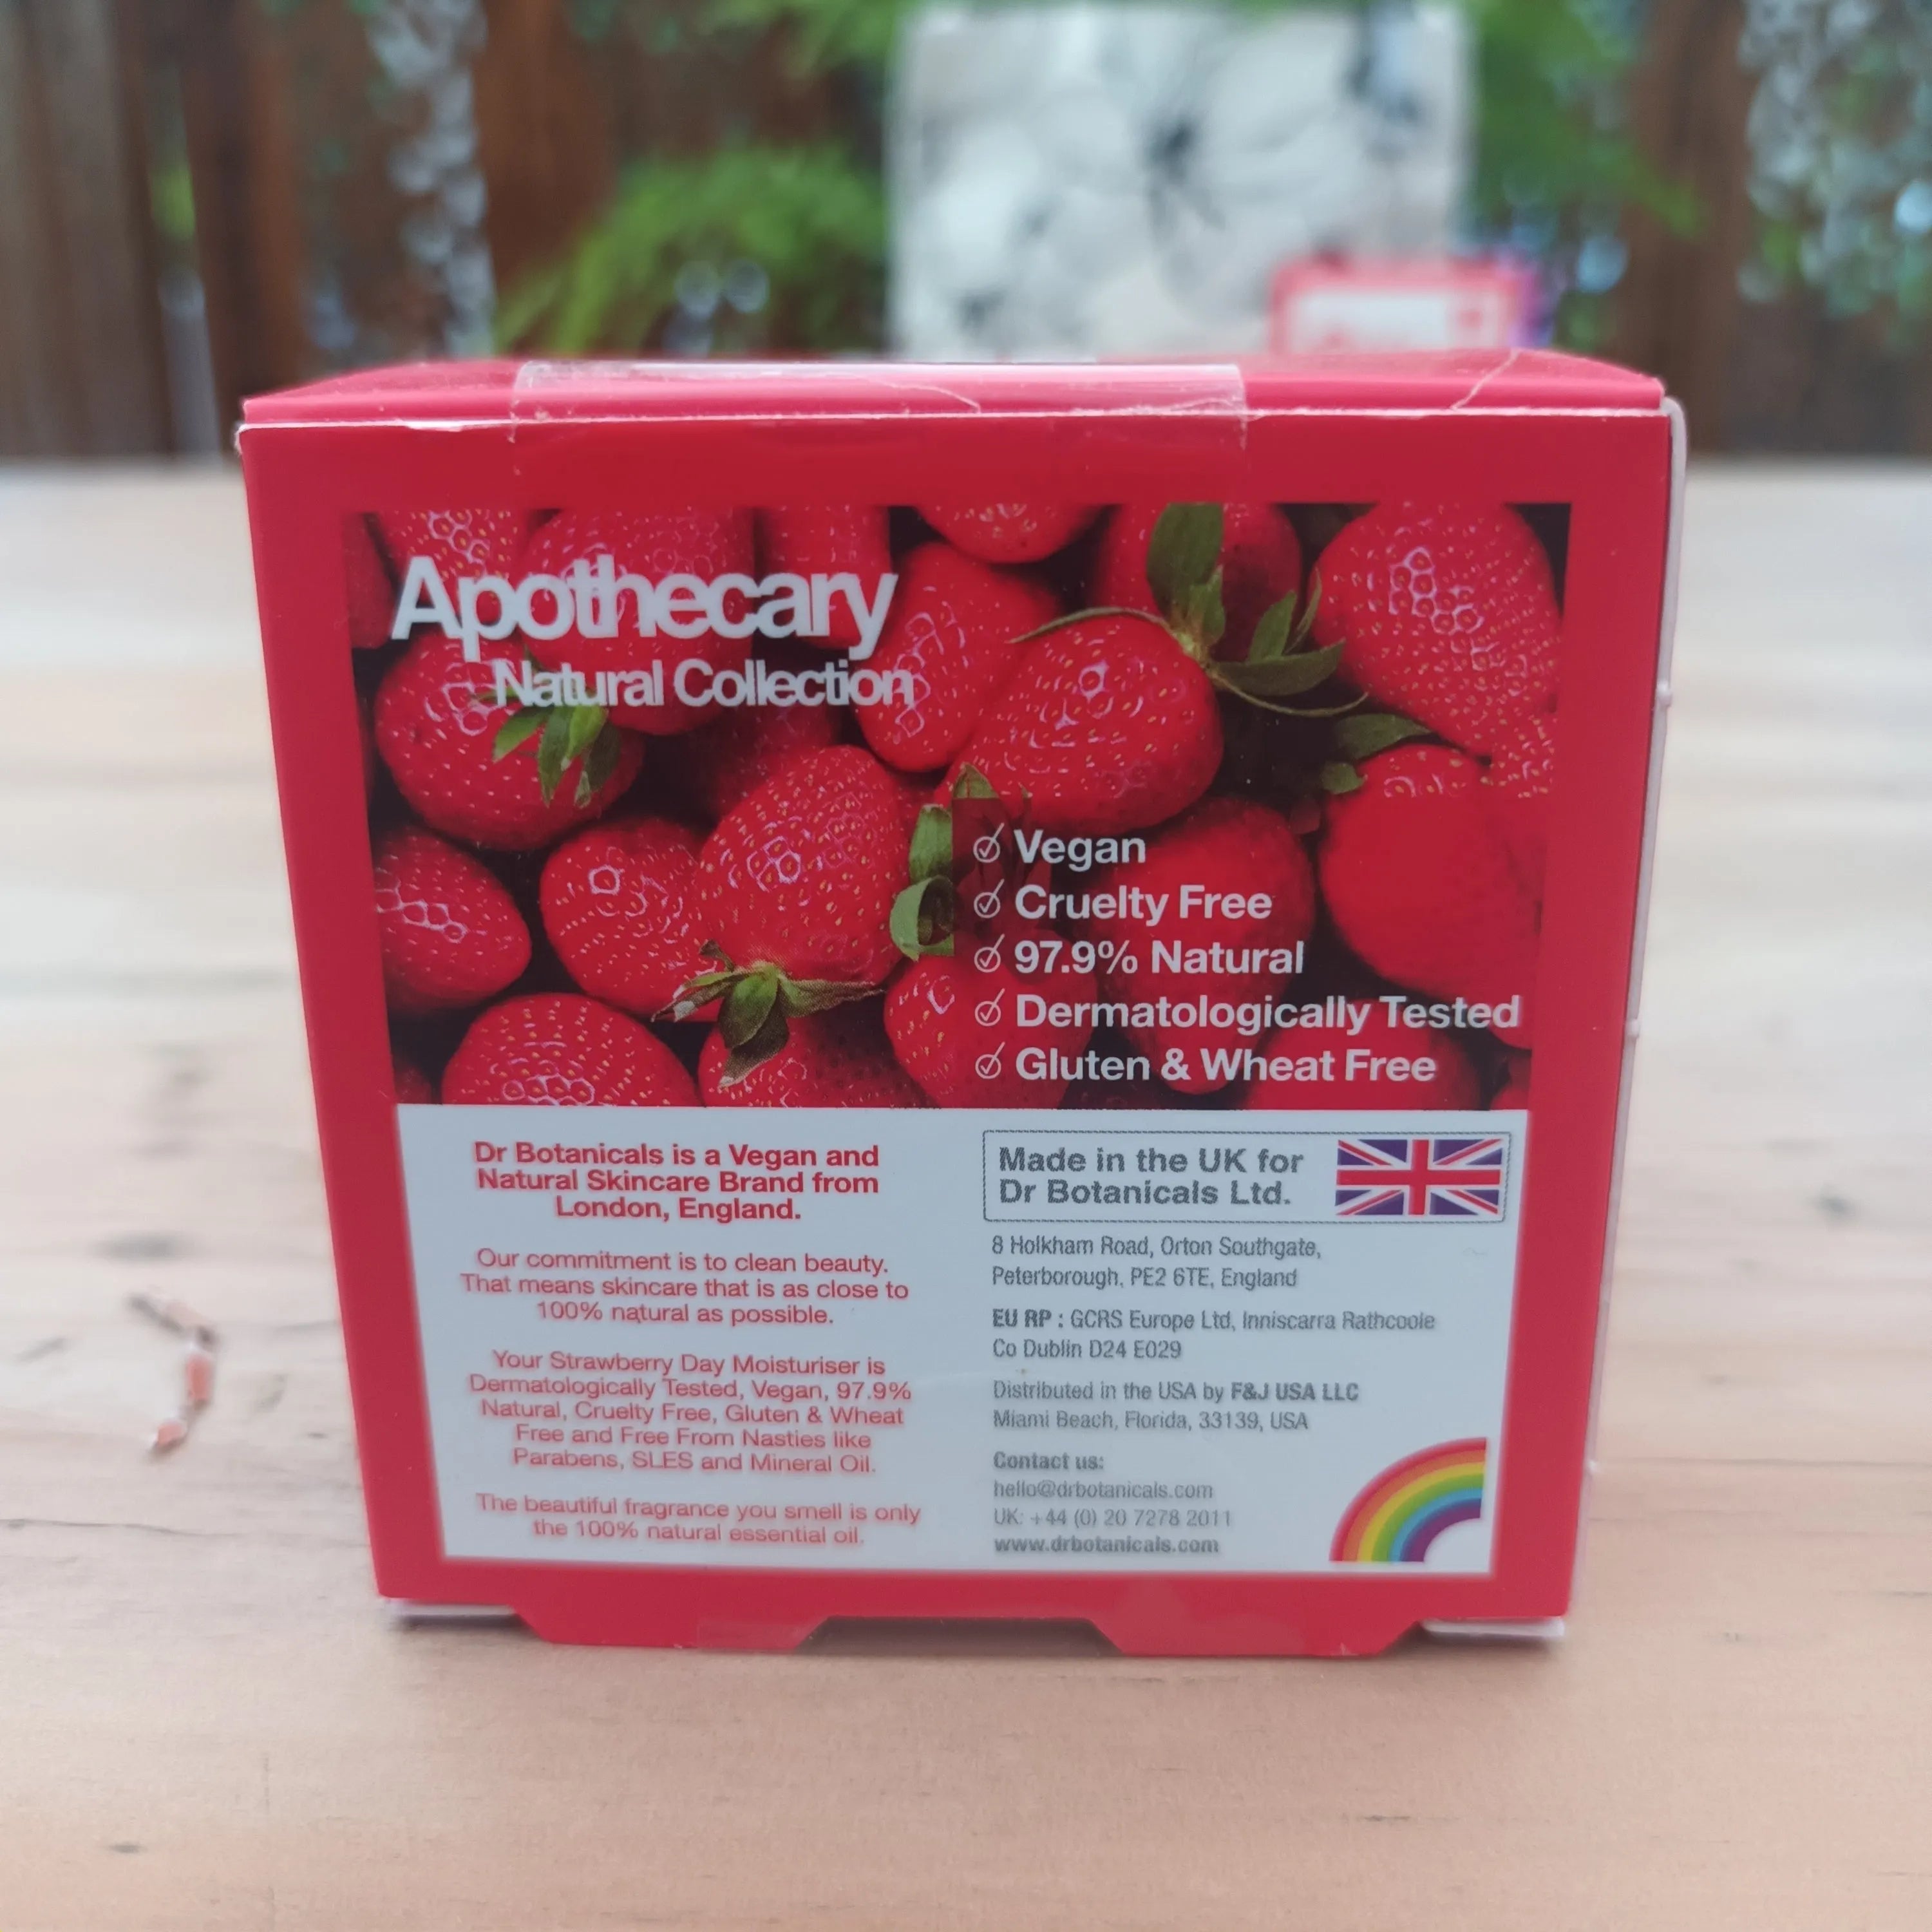 Apothecary
Natural Collection
Vegan
Cruelty Free
97.9% Natural
Dermatologically Tested
Gluten & Wheat Free
Dr Botanicals is a Vegan and
Natural Skincare Brand from
London, England.
Our commitment is to clean beauty.
That means skincare that is as close to
100% natural as possible.
Your Strawberry Day Moisturiser is
Dermatologically Tested, Vegan, 97.9%
Natural, Cruelty Free, Gluten & Wheat
Free and Free From Nasties like
Parabens, SLES and Mineral Oil.
The beautiful fragrance you smell is only
the 100% natural essential oil.
Made in the UK for
Dr Botanicals Ltd.
8 Holkham Road, Orton Southgate,
Peterborough, PE2 6TE, England
EU RP : GCRS Europe Ltd, Inniscarra Rathcoole
Co Dublin D24 E029
Distributed in the USA by F&J USA LLC
Miami Beach, Florida, 33139, USA
Contact us:
hello@drbotanicals.com
UK: +44 (0) 20 7278 2011
www.drbotanicals.com